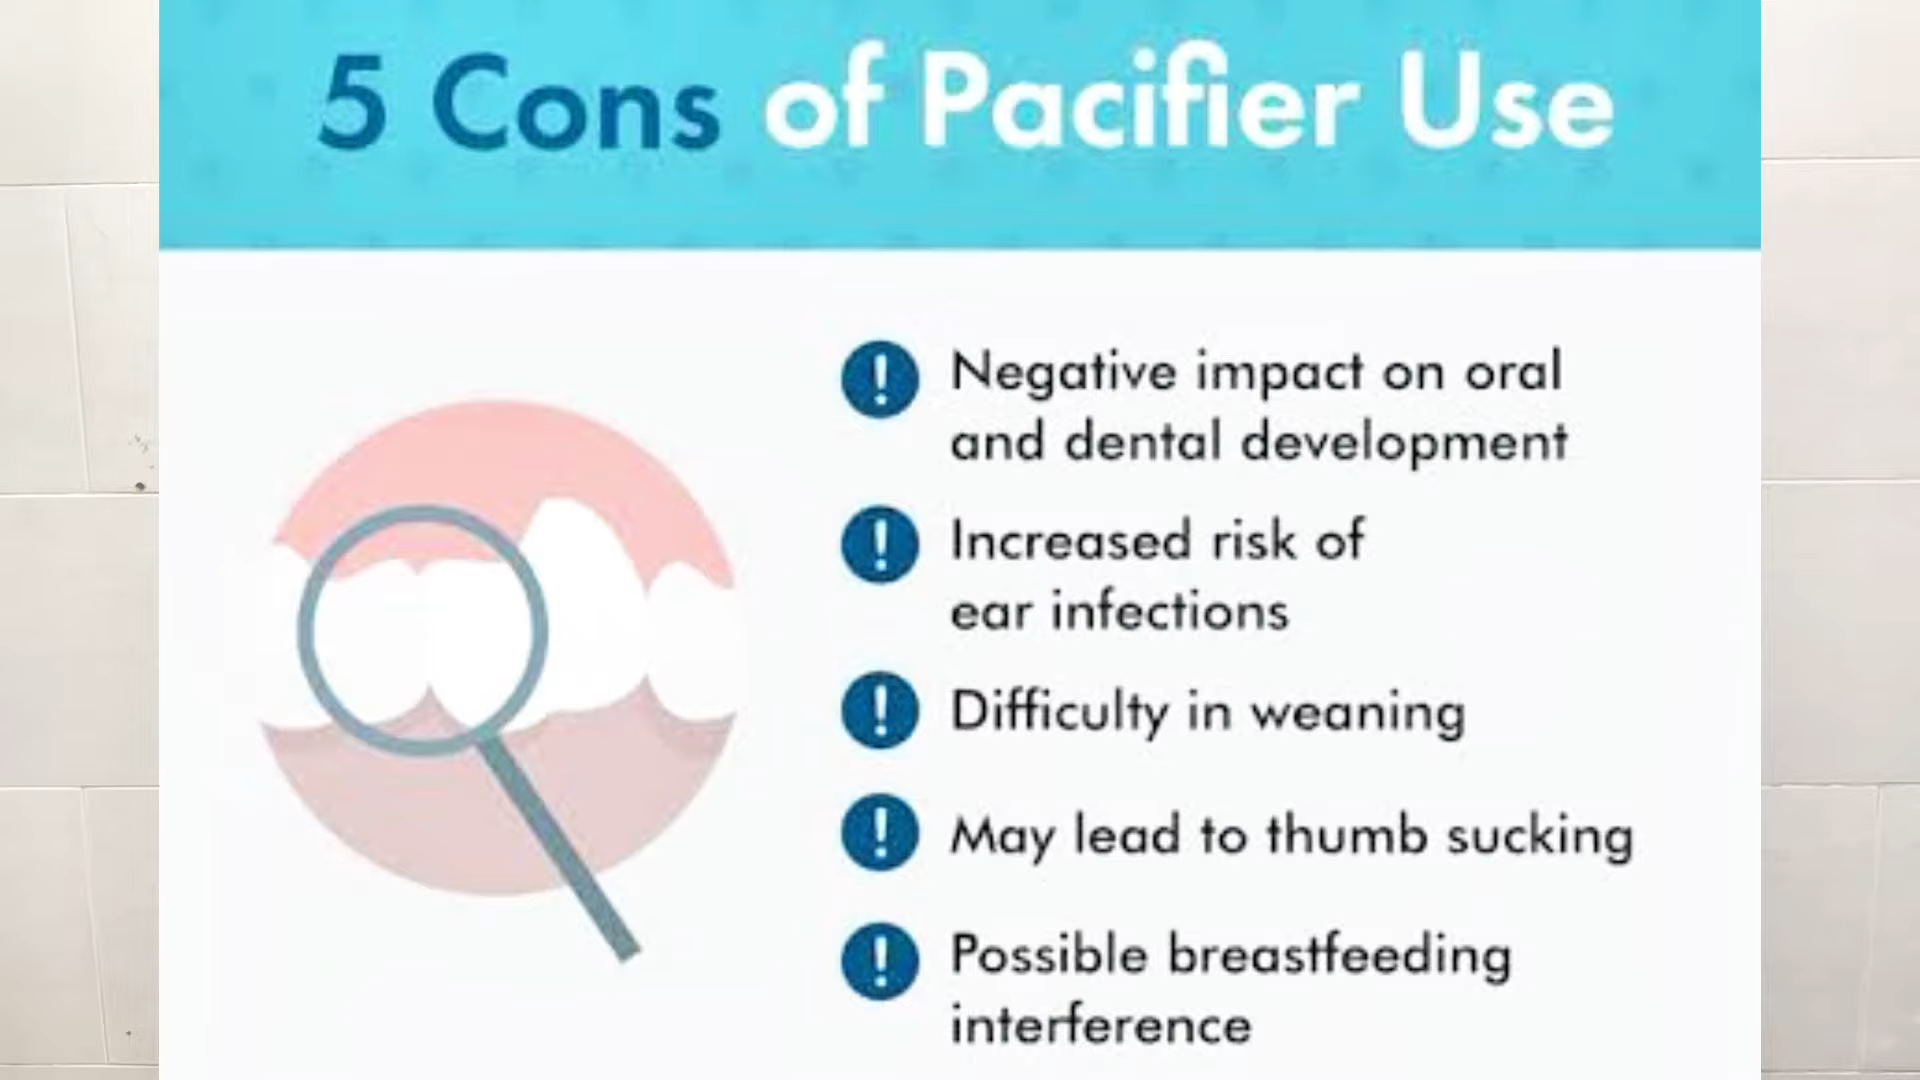 5 Cons of Pacifier Use
Negative impact on oral
and dental development
Increased risk of
ear infections
Difficulty in weaning
May lead to thumb sucking
Possible breastfeeding
interference